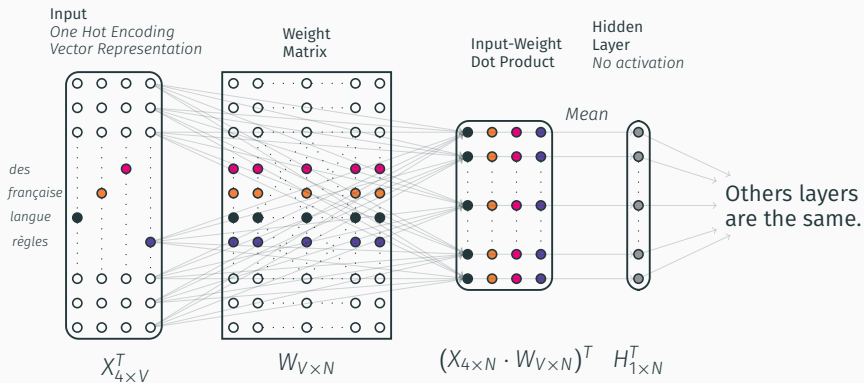 Input
One Hot Encoding
Vector Representation
Weight
Matrix
Input-Weight
Dot Product
Hidden
Layer
No activation
Mean
des
française
langue
règles
Others layers
are the same.
X^T_{4×V}
W_{V×N}
(X_{4×N} · W_{V×N})^T
H^T_{1×N}